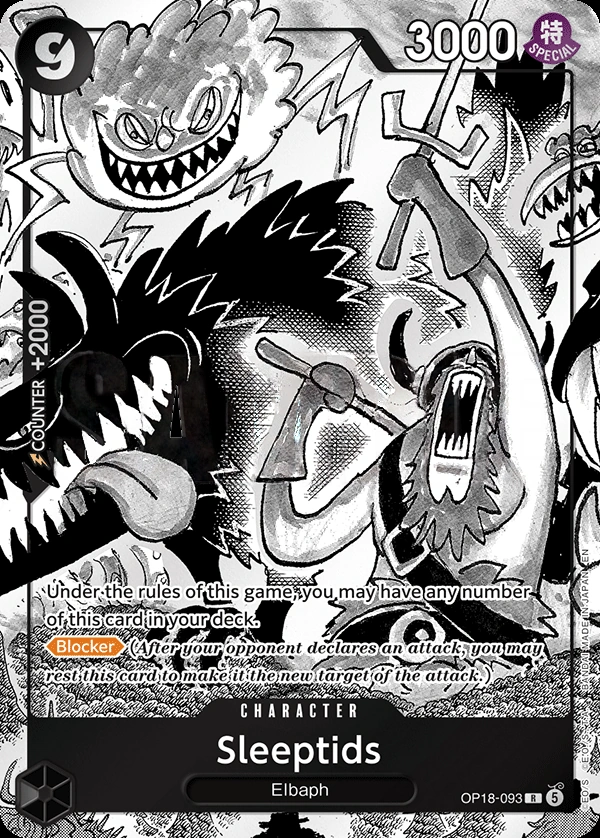 9
3000
特
SPECIAL
COUNTER +2000
Under the rules of this game, you may have any number
of this card in your deck.
Blocker (After your opponent declares an attack, you may
rest this card to make it the new target of the attack.)
CHARACTER
Sleeptids
Elbaph
OP18-093 R 5